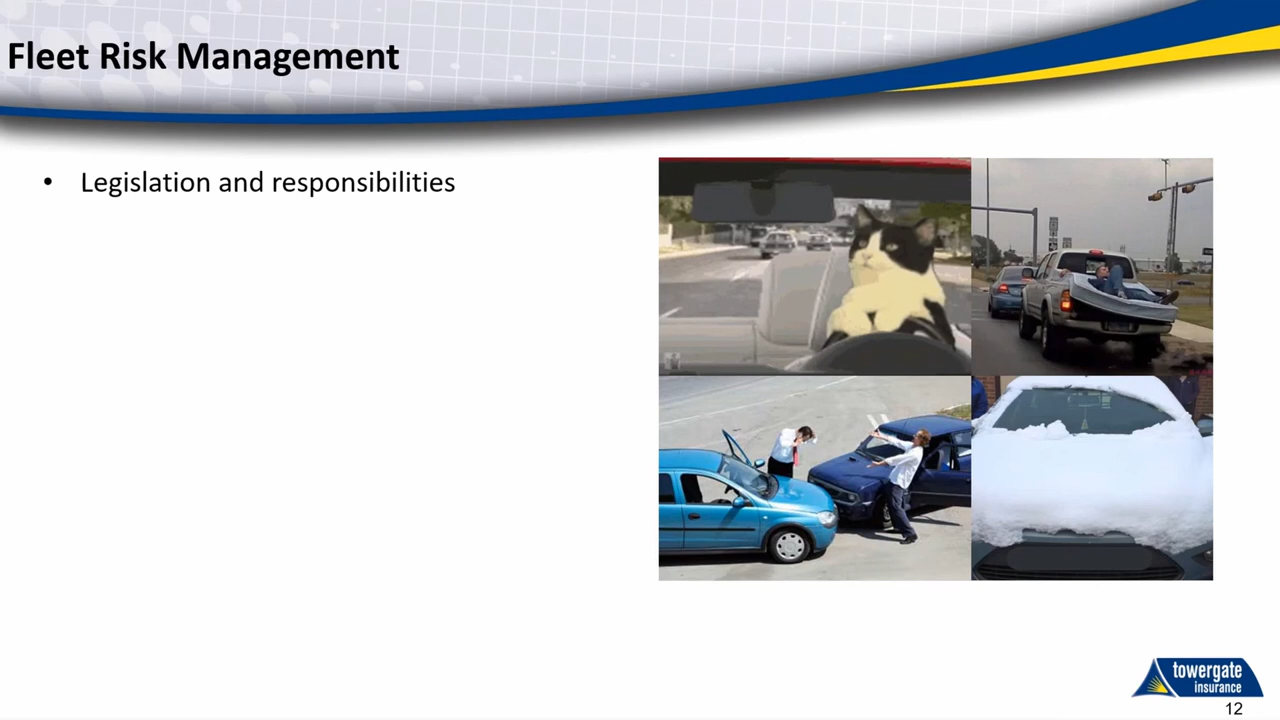 Fleet Risk Management
• Legislation and responsibilities
towergate
insurance
12